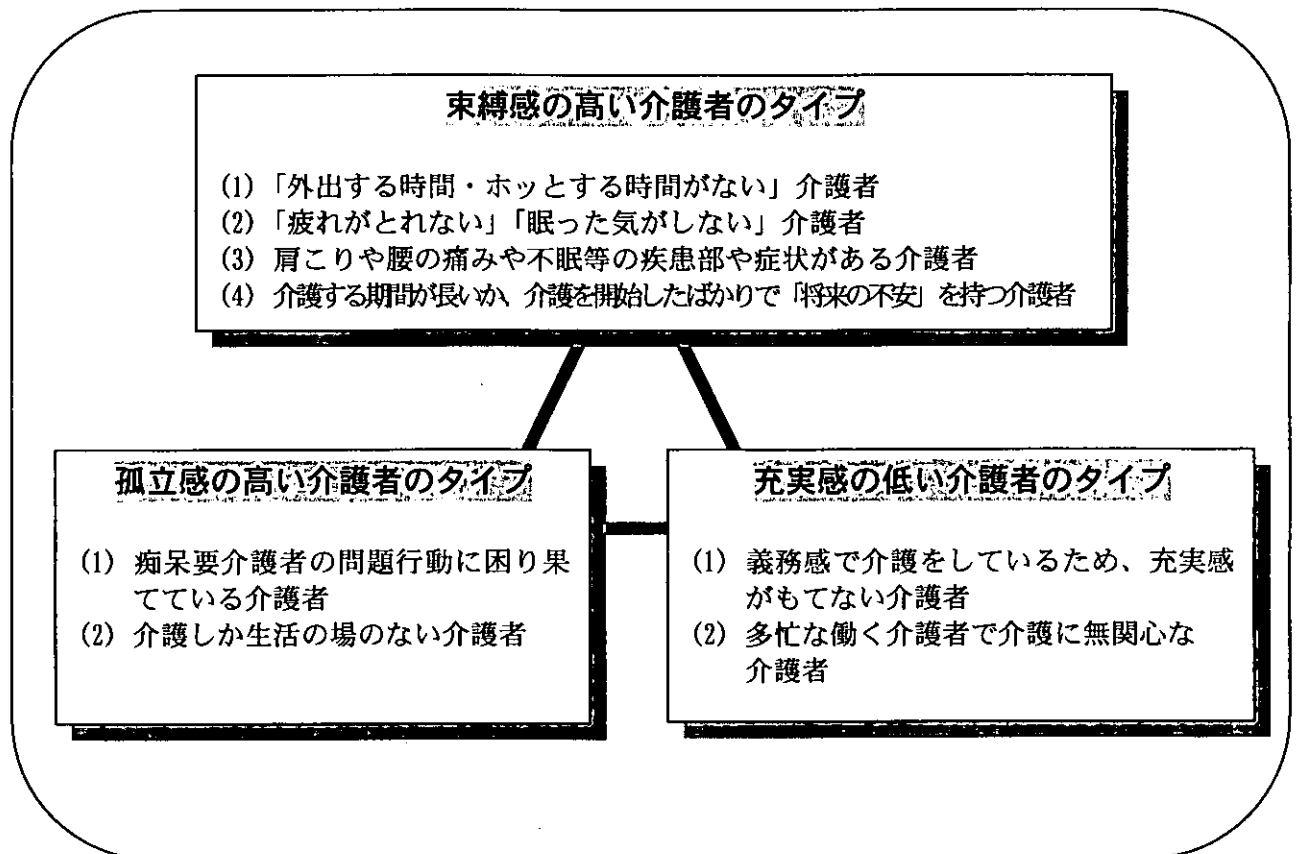 束縛感の高い介護者のタイプ
(1) 「外出する時間・ホッとする時間がない」介護者
(2) 「疲れがとれない」「眠った気がしない」介護者
(3) 肩こりや腰の痛みや不眠等の疾患部や症状がある介護者
(4) 介護する期間が長いか、介護を開始したばかりで「将来の不安」を持つ介護者
孤立感の高い介護者のタイプ
(1) 痴呆要介護者の問題行動に困り果
てている介護者
(2) 介護しか生活の場のない介護者
充実感の低い介護者のタイプ
(1) 義務感で介護をしているため、充実感
がもてない介護者
(2) 多忙な働く介護者で介護に無関心な
介護者